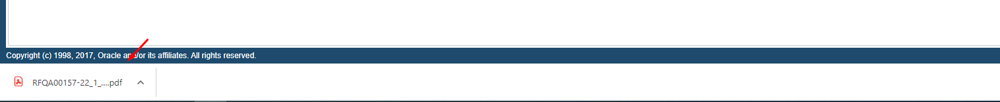 Copyright (c) 1998, 2017, Oracle and/or its affiliates. All rights reserved.
RFQA00157-22_1_....pdf